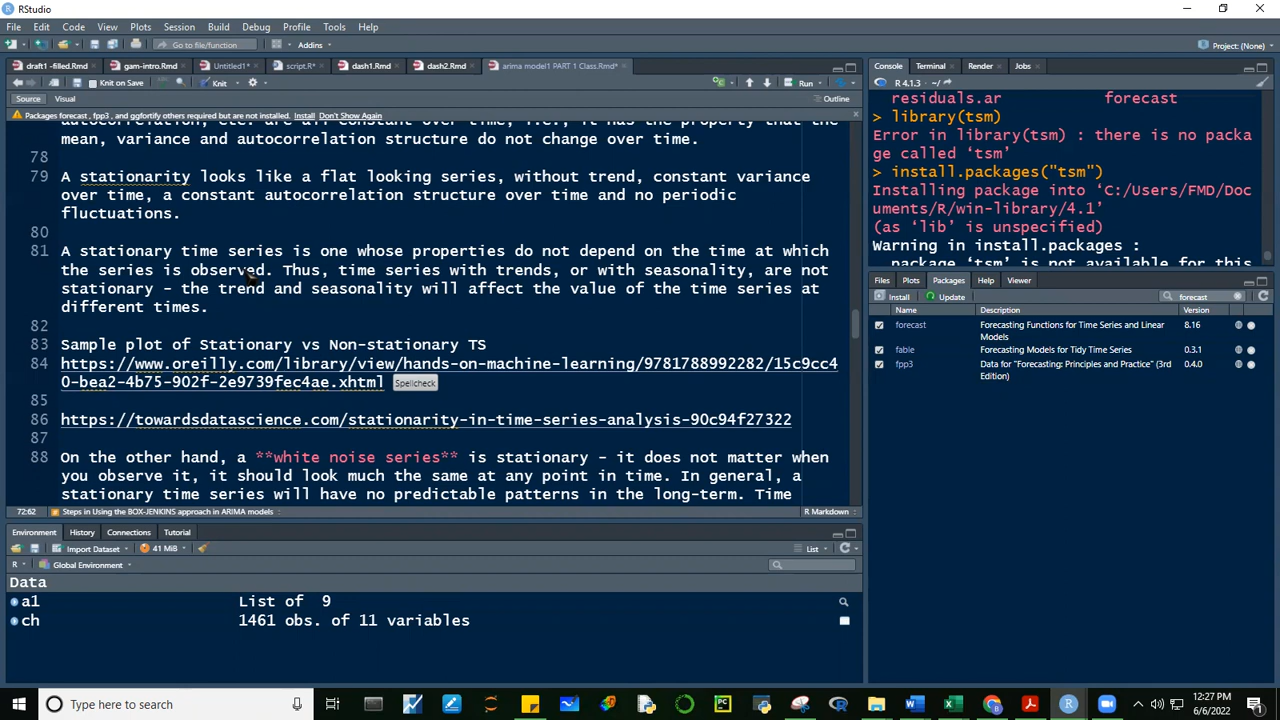 RStudio
File Edit Code View Plots Session Build Debug Profile Tools Help
Go to file/function Addins Project: (None)
draft1 -filled.Rmd gam-intro.Rmd Untitled1* script.R* dash1.Rmd dash2.Rmd arima model1 PART 1 Class.Rmd*
Knit on Save Knit Run
Source Visual Outline
Packages forecast, fpp3, and ggfortify others required but are not installed. Install Don't Show Again
mean, variance and autocorrelation structure do not change over time.
78
79 A stationarity looks like a flat looking series, without trend, constant variance
over time, a constant autocorrelation structure over time and no periodic
fluctuations.
80
81 A stationary time series is one whose properties do not depend on the time at which
the series is observed. Thus, time series with trends, or with seasonality, are not
stationary - the trend and seasonality will affect the value of the time series at
different times.
82
83 Sample plot of Stationary vs Non-stationary TS
84 https://www.oreilly.com/library/view/hands-on-machine-learning/9781788992282/15c9cc4
0-bea2-4b75-902f-2e9739fec4ae.xhtml Spellcheck
85
86 https://towardsdatascience.com/stationarity-in-time-series-analysis-90c94f27322
87
88 On the other hand, a **white noise series** is stationary - it does not matter when
you observe it, it should look much the same at any point in time. In general, a
stationary time series will have no predictable patterns in the long-term. Time
72:62 Steps in Using the BOX-JENKINS approach in ARIMA models R Markdown
Environment History Connections Tutorial
Import Dataset 41 MiB List
R Global Environment
Data
a1 List of 9
ch 1461 obs. of 11 variables
Console Terminal Render Jobs
R 4.1.3 · ~/
residuals.ar forecast
> library(tsm)
Error in library(tsm) : there is no packa
ge called ‘tsm’
> install.packages("tsm")
Installing package into ‘C:/Users/FMD/Doc
uments/R/win-library/4.1’
(as ‘lib’ is unspecified)
Warning in install.packages :
package ‘tsm’ is not available for this
Files Plots Packages Help Viewer
Install Update forecast
Name Description Version
forecast Forecasting Functions for Time Series and Linear 8.16
Models
fable Forecasting Models for Tidy Time Series 0.3.1
fpp3 Data for "Forecasting: Principles and Practice" (3rd 0.4.0
Edition)
Type here to search
12:27 PM
6/6/2022